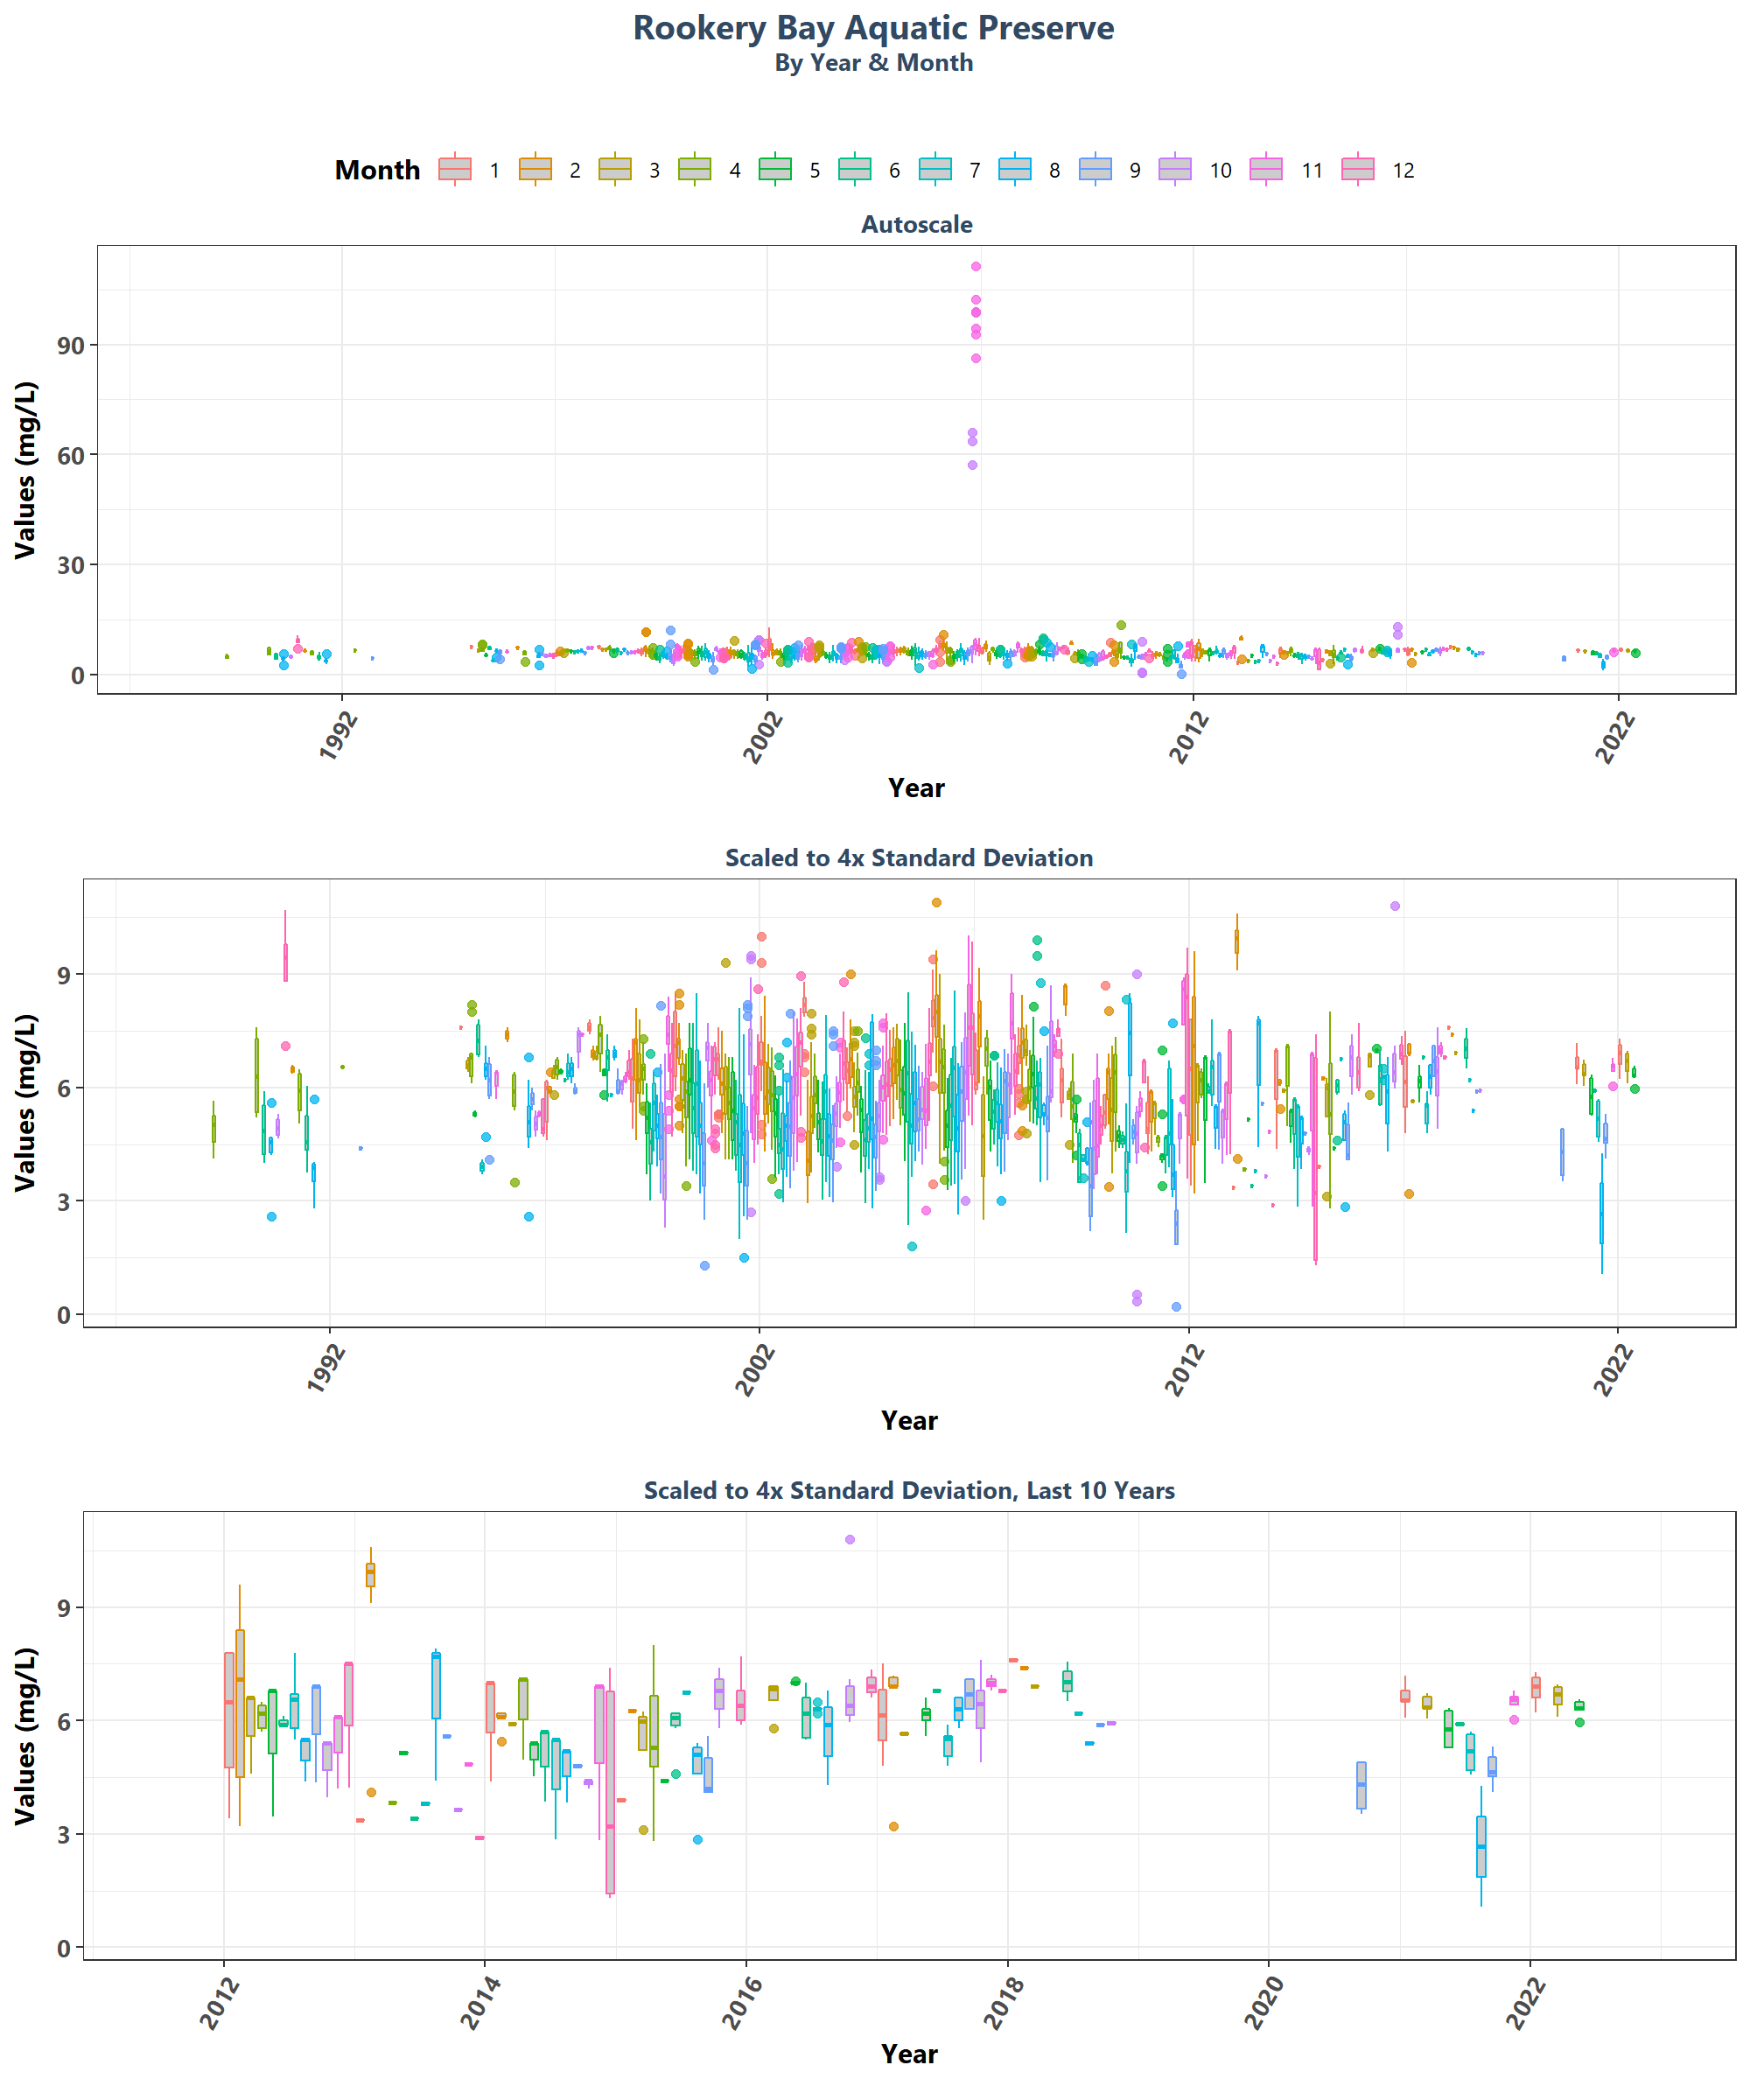 Rookery Bay Aquatic Preserve
By Year & Month
Month 1 2 3 4 5 6 7 8 9 10 11 12
Autoscale
Values (mg/L)
90
60
30
0
1992 2002 2012 2022
Year
Scaled to 4x Standard Deviation
Values (mg/L)
9
6
3
0
1992 2002 2012 2022
Year
Scaled to 4x Standard Deviation, Last 10 Years
Values (mg/L)
9
6
3
0
2012 2014 2016 2018 2020 2022
Year